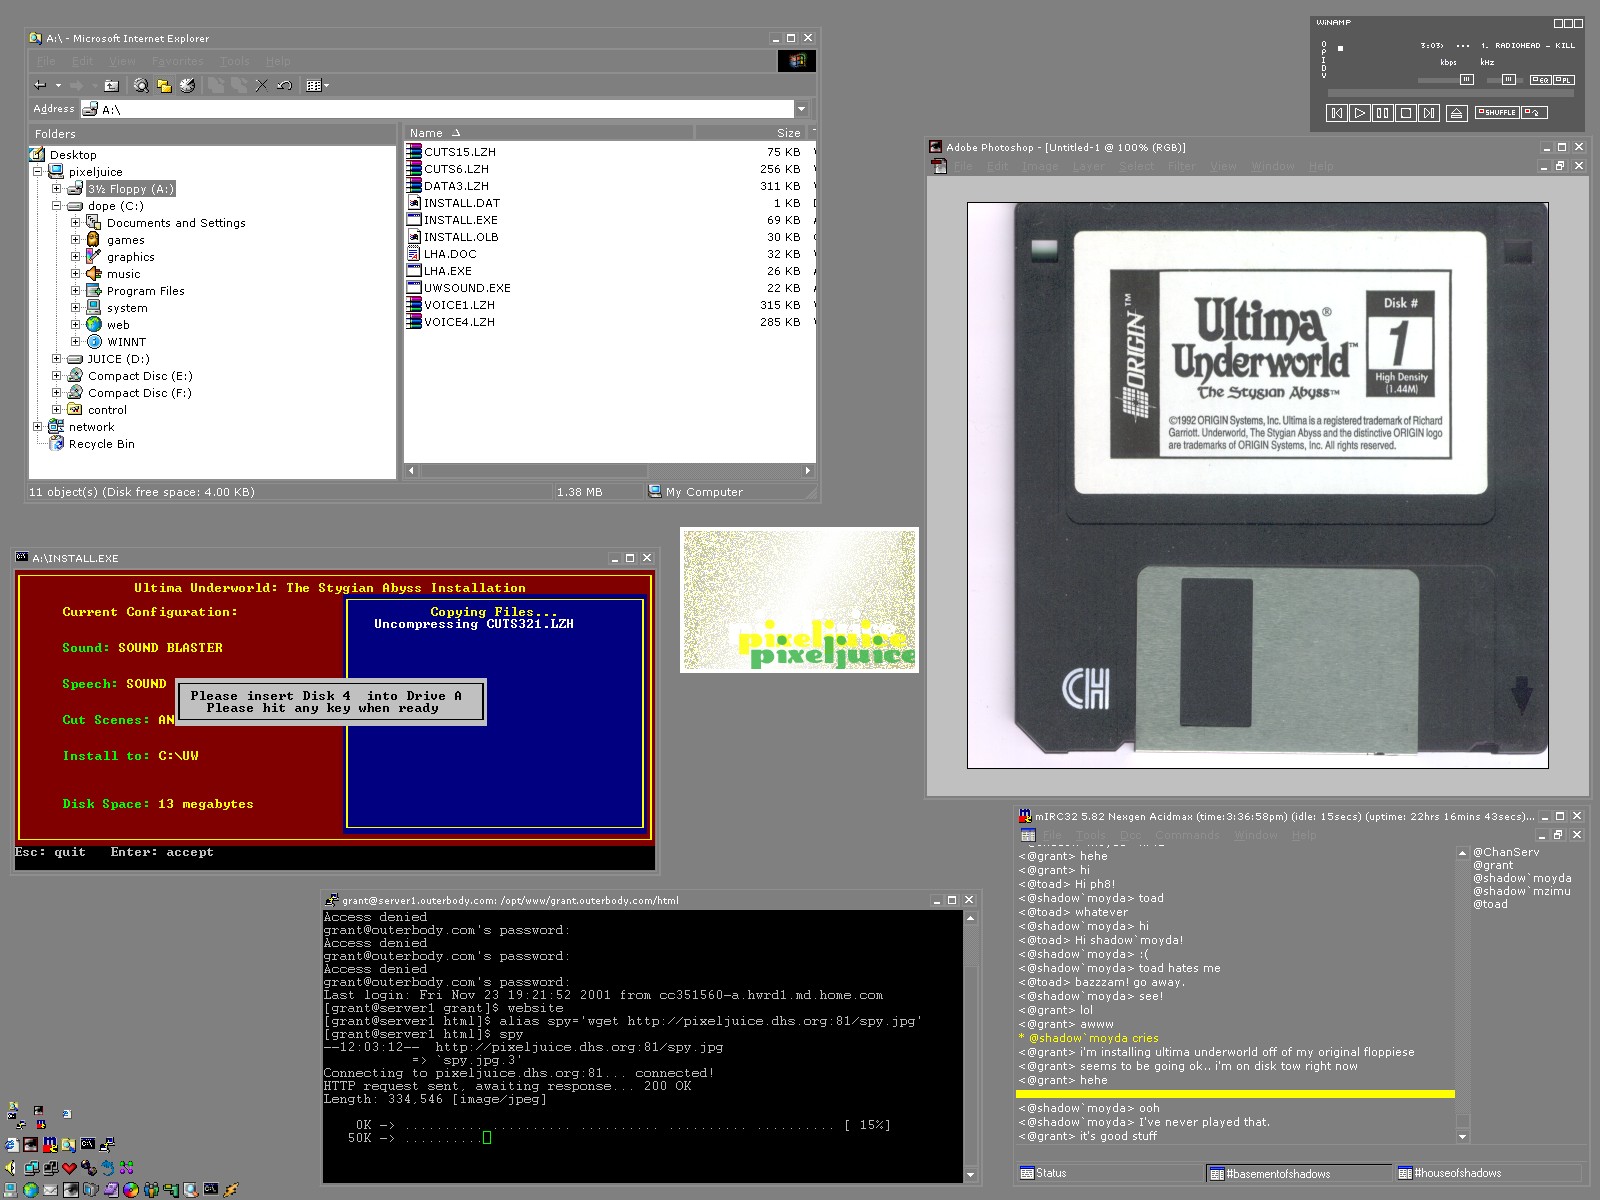 A:\ - Microsoft Internet Explorer
File Edit View Favorites Tools Help
Address A:\
Folders
Desktop
pixeljuice
3½ Floppy (A:)
dope (C:)
Documents and Settings
games
graphics
music
Program Files
system
web
WINNT
JUICE (D:)
Compact Disc (E:)
Compact Disc (F:)
control
network
Recycle Bin
Name Size
CUTS15.LZH 75 KB
CUTS6.LZH 256 KB
DATA3.LZH 311 KB
INSTALL.DAT 1 KB
INSTALL.EXE 69 KB
INSTALL.OLB 30 KB
LHA.DOC 32 KB
LHA.EXE 26 KB
UWSOUND.EXE 22 KB
VOICE1.LZH 315 KB
VOICE4.LZH 285 KB
11 object(s) (Disk free space: 4.00 KB) 1.38 MB My Computer
WINAMP
O
A
I
D
V
3:03 1. RADIOHEAD - KILL
kbps kHz
EQ PL
SHUFFLE
Adobe Photoshop - [Untitled-1 @ 100% (RGB)]
File Edit Image Layer Select Filter View Window Help
ORIGIN™
Ultima®
Underworld™
The Stygian Abyss™
Disk #
1
High Density
(1.44M)
©1992 ORIGIN Systems, Inc. Ultima is a registered trademark of Richard
Garriott. Underworld, The Stygian Abyss and the distinctive ORIGIN logo
are trademarks of ORIGIN Systems, Inc. All rights reserved.
A:\INSTALL.EXE
Ultima Underworld: The Stygian Abyss Installation
Current Configuration:
Sound: SOUND BLASTER
Speech: SOUND
Cut Scenes: AN
Install to: C:\UW
Disk Space: 13 megabytes
Copying Files...
Uncompressing CUTS321.LZH
Please insert Disk 4 into Drive A
Please hit any key when ready
Esc: quit Enter: accept
pixeljuice
pixeljuice
grant@server1.outerbody.com: /opt/www/grant.outerbody.com/html
Access denied
grant@outerbody.com's password:
Access denied
grant@outerbody.com's password:
Access denied
grant@outerbody.com's password:
Last login: Fri Nov 23 19:21:52 2001 from cc351560-a.hwrd1.md.home.com
[grant@server1 grant]$ website
[grant@server1 html]$ alias spy='wget http://pixeljuice.dhs.org:81/spy.jpg'
[grant@server1 html]$ spy
--12:03:12-- http://pixeljuice.dhs.org:81/spy.jpg
=> `spy.jpg.3'
Connecting to pixeljuice.dhs.org:81... connected!
HTTP request sent, awaiting response... 200 OK
Length: 334,546 [image/jpeg]
0K -> .......... .......... .......... .......... .......... [ 15%]
50K -> ..........
mIRC32 5.82 Nexgen Acidmax (time:3:36:58pm) (idle: 15secs) (uptime: 22hrs 16mins 43secs)...
File Tools Dcc Commands Window Help
<@grant> hehe
<@grant> hi
<@toad> Hi ph8!
<@shadow`moyda> toad
<@toad> whatever
<@shadow`moyda> hi
<@toad> Hi shadow`moyda!
<@shadow`moyda> :(
<@shadow`moyda> toad hates me
<@toad> bazzzam! go away.
<@shadow`moyda> see!
<@grant> lol
<@grant> awww
* @shadow`moyda cries
<@grant> i'm installing ultima underworld off of my original floppiese
<@grant> seems to be going ok.. i'm on disk tow right now
<@grant> hehe
<@shadow`moyda> ooh
<@shadow`moyda> I've never played that.
<@grant> it's good stuff
@ChanServ
@grant
@shadow`moyda
@shadow`mzimu
@toad
Status #basementofshadows #houseofshadows